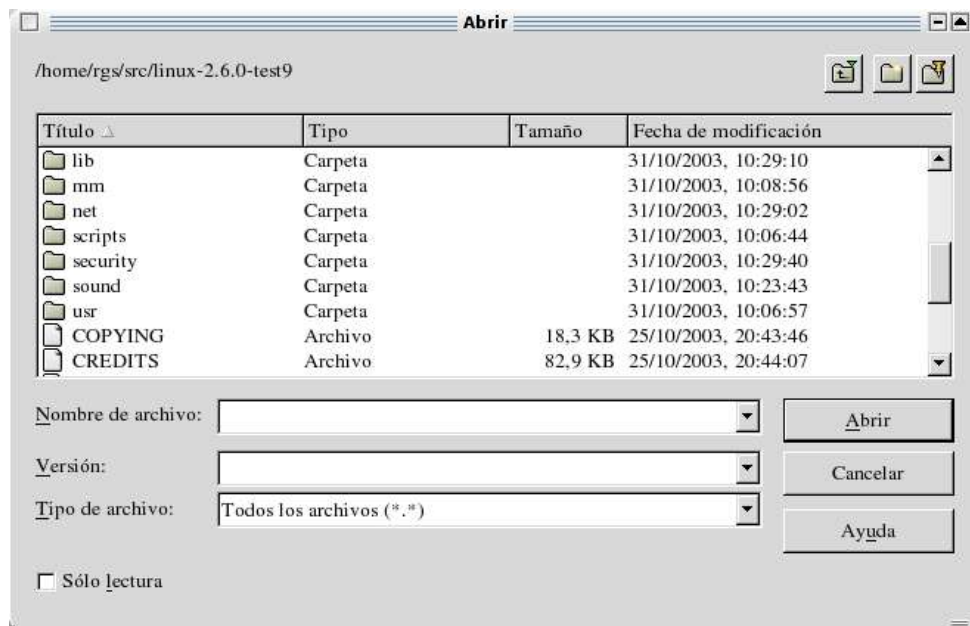 Abrir
/home/rgs/src/linux-2.6.0-test9
Título Tipo Tamaño Fecha de modificación
lib Carpeta 31/10/2003, 10:29:10
mm Carpeta 31/10/2003, 10:08:56
net Carpeta 31/10/2003, 10:29:02
scripts Carpeta 31/10/2003, 10:06:44
security Carpeta 31/10/2003, 10:29:40
sound Carpeta 31/10/2003, 10:23:43
usr Carpeta 31/10/2003, 10:06:57
COPYING Archivo 18,3 KB 25/10/2003, 20:43:46
CREDITS Archivo 82,9 KB 25/10/2003, 20:44:07
Nombre de archivo: Abrir
Versión: Cancelar
Tipo de archivo: Todos los archivos (*.*)
Ayuda
Sólo lectura